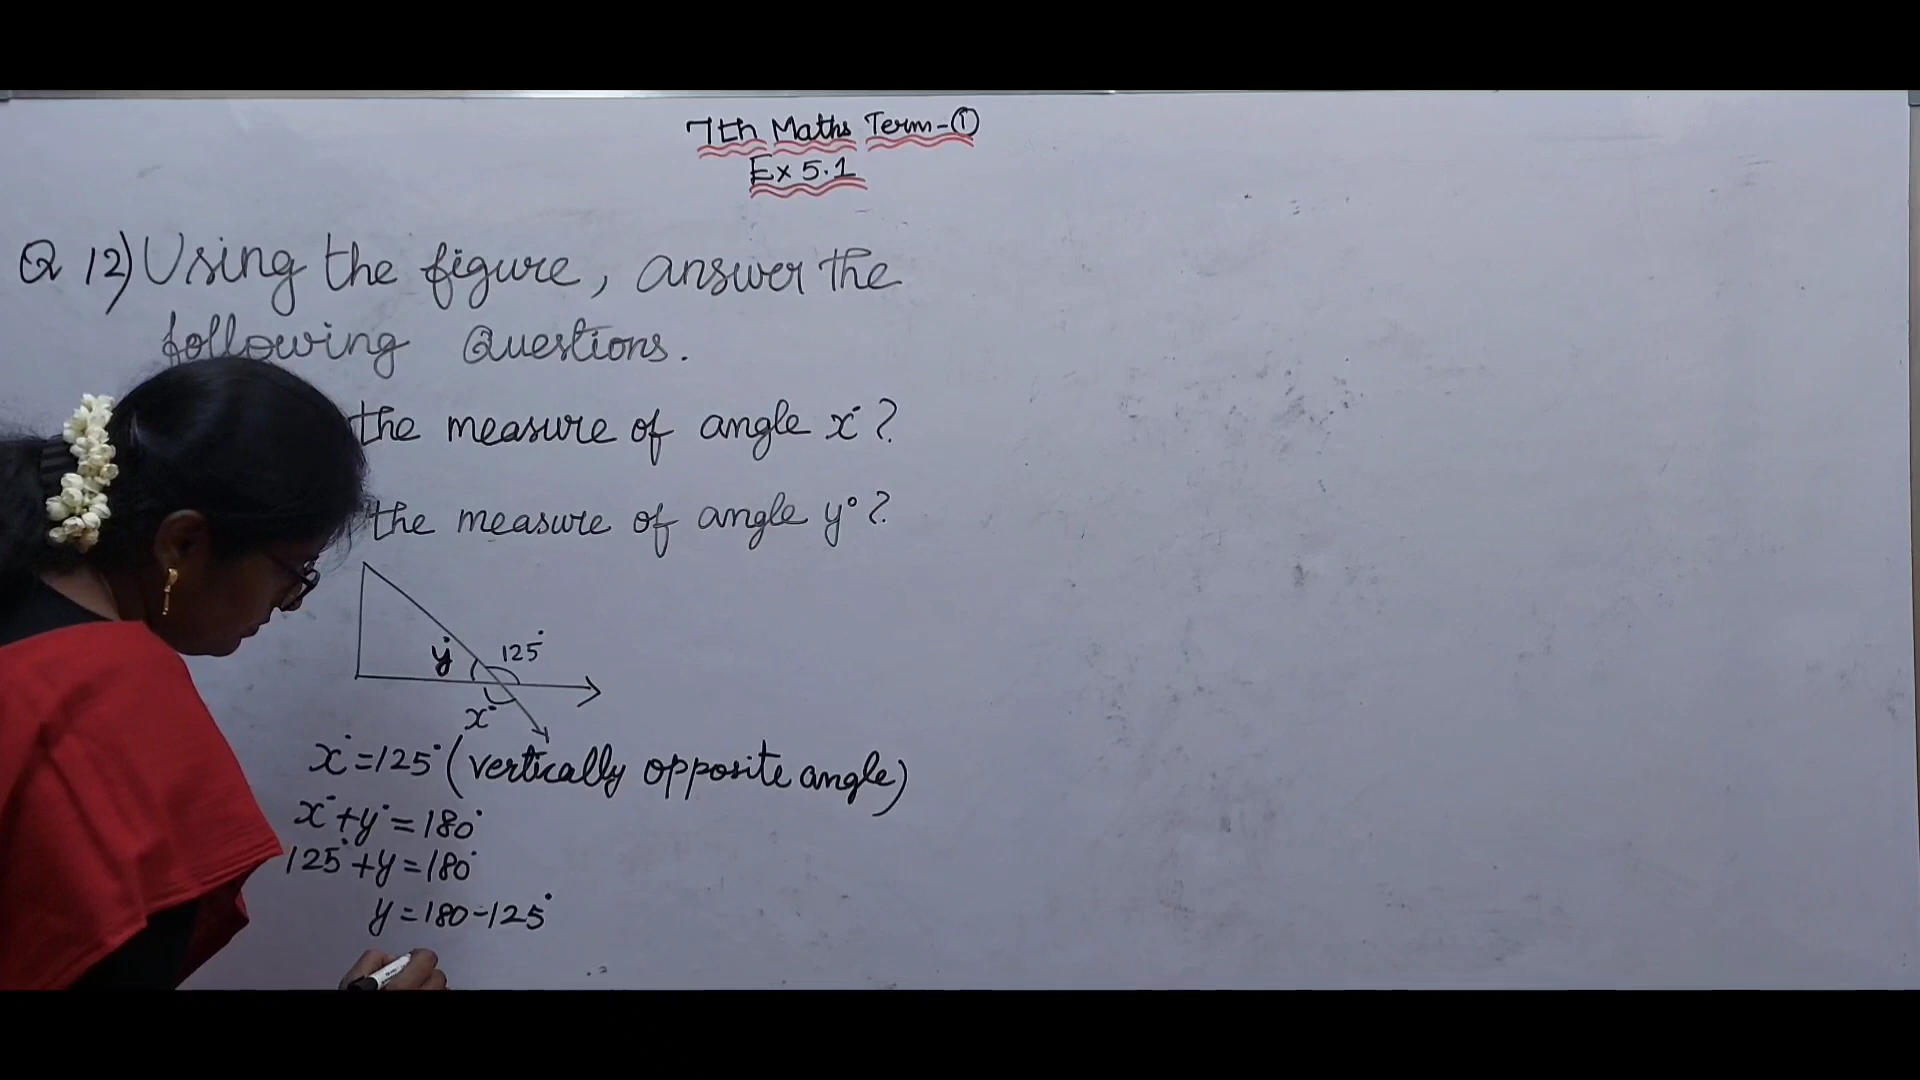 7th Maths Term-①
Ex 5.1
Q 12) Using the figure, answer the
following Questions.
the measure of angle x°?
the measure of angle y°?
y° 125°
x°
x° = 125° (vertically opposite angle)
x° + y° = 180°
125° + y = 180°
y = 180 - 125°